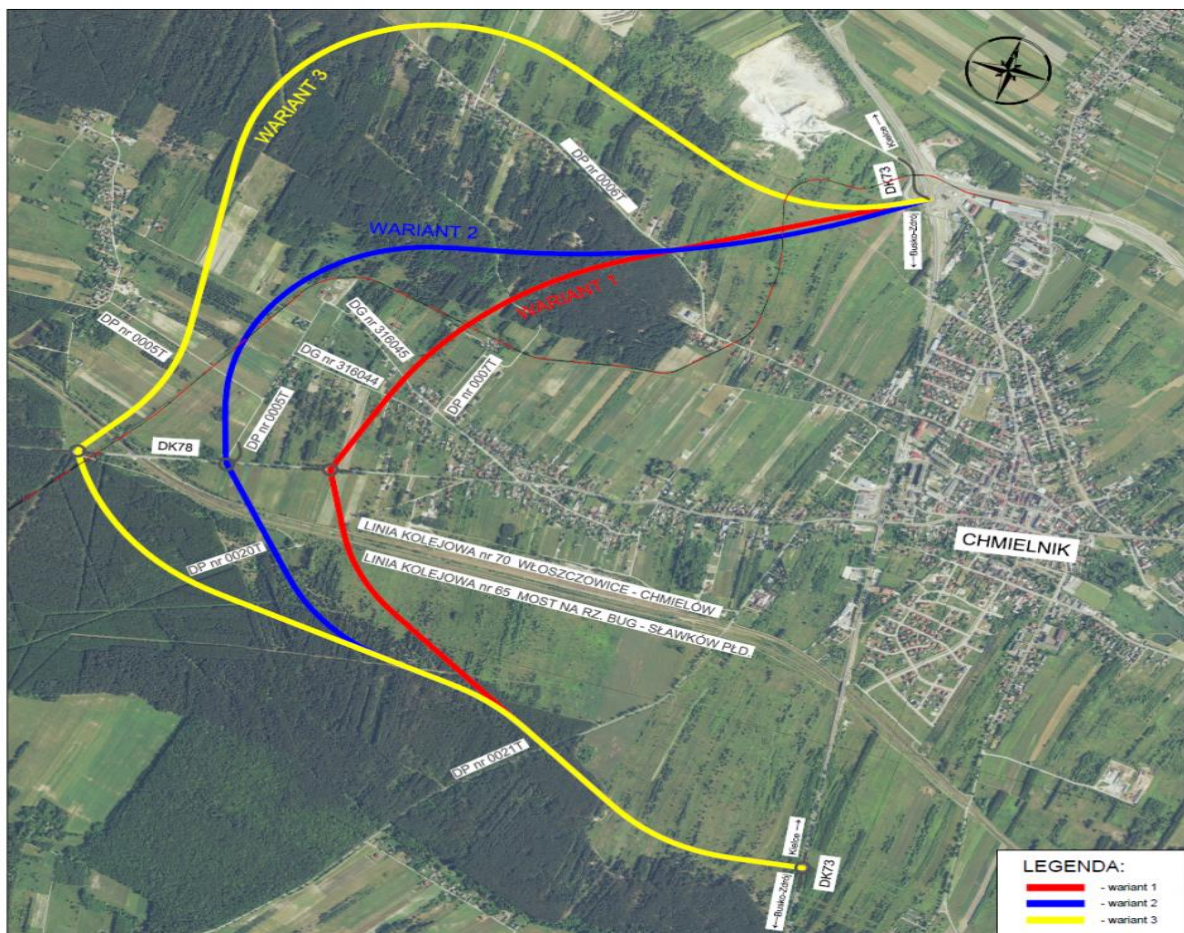 WARIANT 3
Kielce →
DK73
DP nr 0006T
←Busko-Zdrój
WARIANT 2
WARIANT 1
DG nr 316045
DP nr 0005T
DG nr 316044
DP nr 0007T
DP nr 0005T
DK78
LINIA KOLEJOWA nr 70 WŁOSZCZOWICE - CHMIELÓW
CHMIELNIK
DP nr 0020T
LINIA KOLEJOWA nr 65 MOST NA RZ. BUG - SŁAWKÓW PŁD.
DP nr 0021T
Kielce →
DK73
←Busko-Zdrój
LEGENDA:
- wariant 1
- wariant 2
- wariant 3